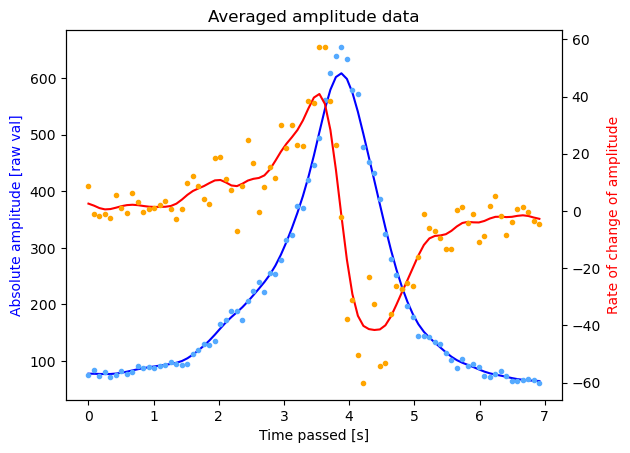 Averaged amplitude data
Absolute amplitude [raw val]
600
500
400
300
200
100
60
40
20
0
−20
−40
−60
Rate of change of amplitude
0 1 2 3 4 5 6 7
Time passed [s]